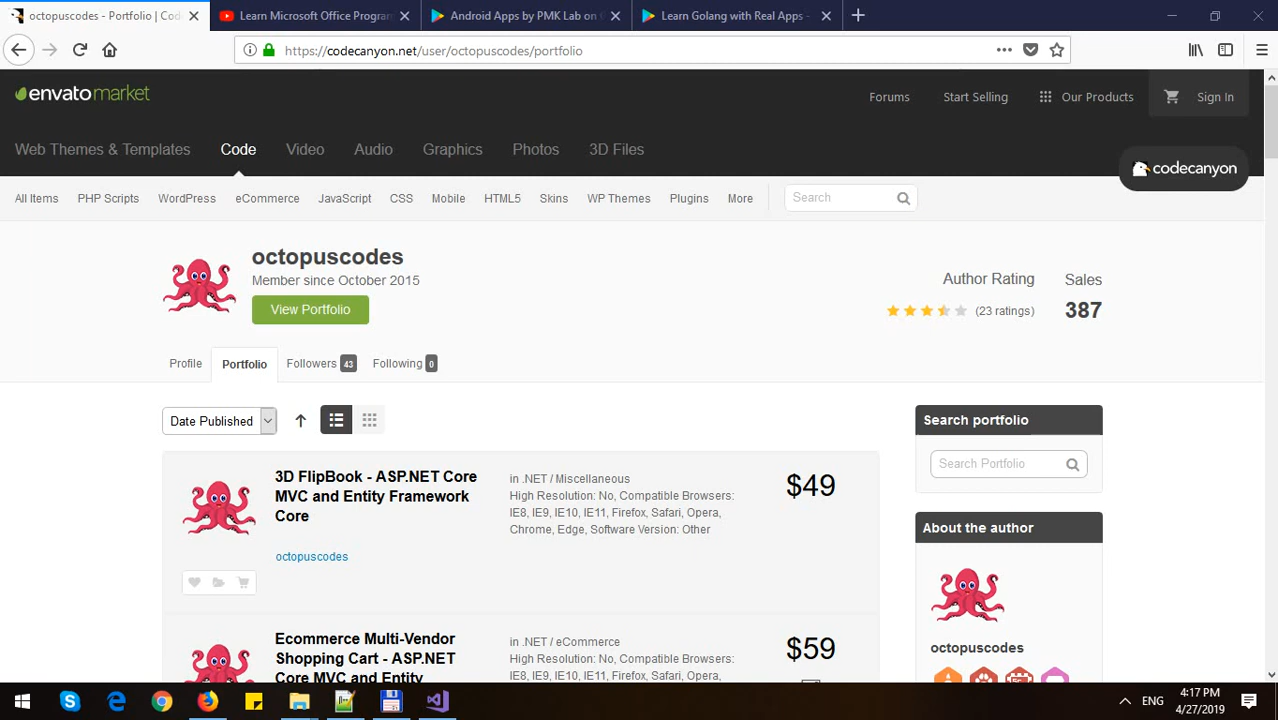 octopuscodes - Portfolio | Cod
Learn Microsoft Office Program
Android Apps by PMK Lab on
Learn Golang with Real Apps -
https://codecanyon.net/user/octopuscodes/portfolio
envatomarket
Forums
Start Selling
Our Products
Sign In
Web Themes & Templates
Code
Video
Audio
Graphics
Photos
3D Files
codecanyon
All Items
PHP Scripts
WordPress
eCommerce
JavaScript
CSS
Mobile
HTML5
Skins
WP Themes
Plugins
More
Search
octopuscodes
Member since October 2015
View Portfolio
Author Rating
(23 ratings)
Sales
387
Profile
Portfolio
Followers 43
Following 0
Date Published
3D FlipBook - ASP.NET Core
MVC and Entity Framework
Core
octopuscodes
in .NET / Miscellaneous
High Resolution: No, Compatible Browsers:
IE8, IE9, IE10, IE11, Firefox, Safari, Opera,
Chrome, Edge, Software Version: Other
$49
Search portfolio
Search Portfolio
About the author
octopuscodes
Ecommerce Multi-Vendor
Shopping Cart - ASP.NET
Core MVC and Entity
in .NET / eCommerce
High Resolution: No, Compatible Browsers:
IE8, IE9, IE10, IE11, Firefox, Safari, Opera,
$59
ENG
4:17 PM
4/27/2019